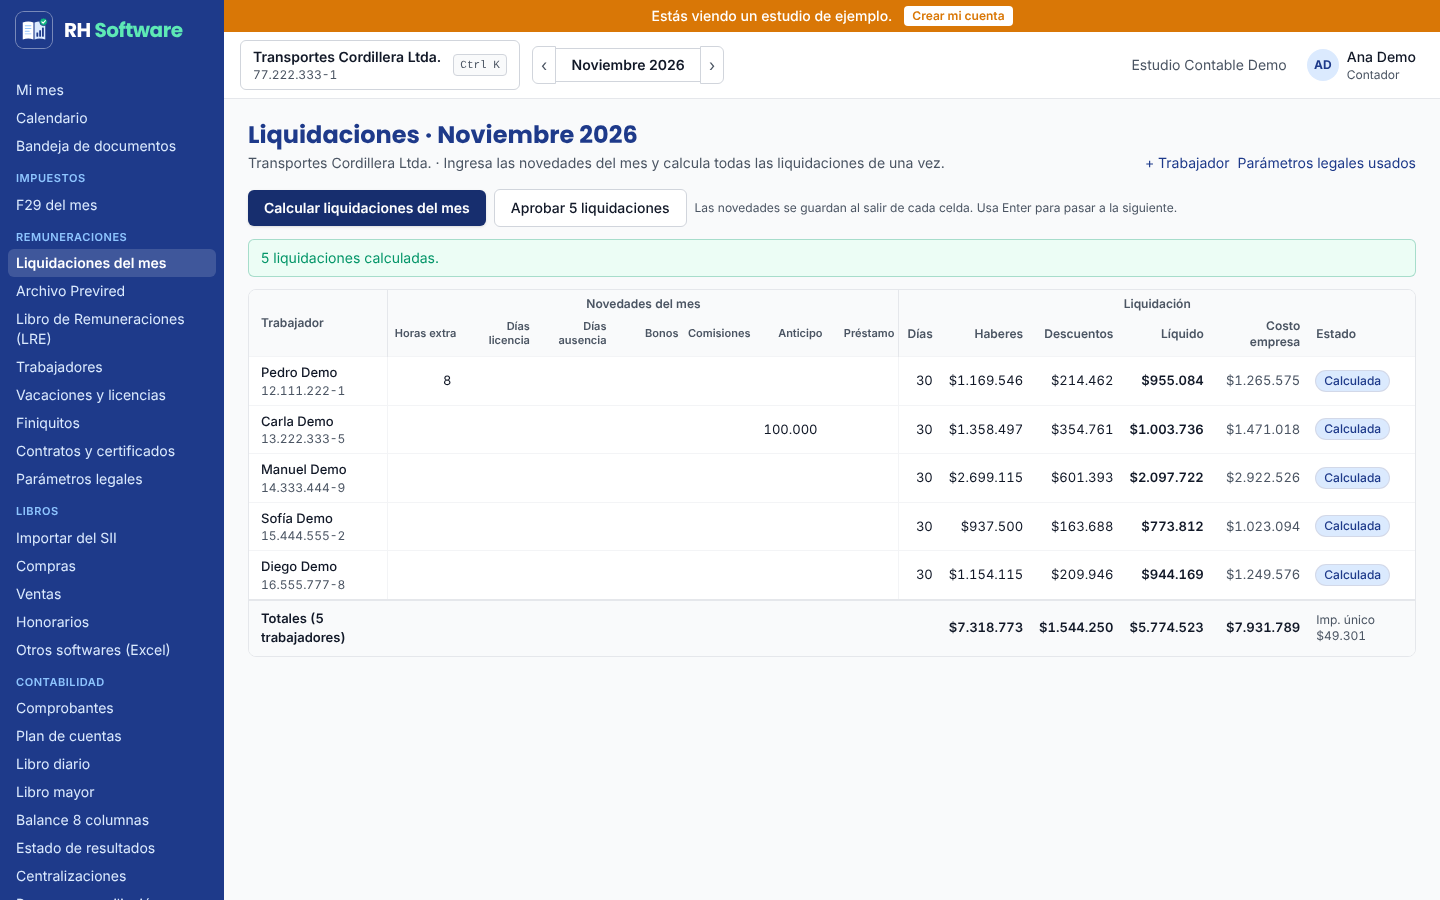 RH Software
Estás viendo un estudio de ejemplo. Crear mi cuenta
Transportes Cordillera Ltda.
77.222.333-1
Ctrl K
‹ Noviembre 2026 ›
Estudio Contable Demo
AD
Ana Demo
Contador
Mi mes
Calendario
Bandeja de documentos
IMPUESTOS
F29 del mes
REMUNERACIONES
Liquidaciones del mes
Archivo Previred
Libro de Remuneraciones
(LRE)
Trabajadores
Vacaciones y licencias
Finiquitos
Contratos y certificados
Parámetros legales
LIBROS
Importar del SII
Compras
Ventas
Honorarios
Otros softwares (Excel)
CONTABILIDAD
Comprobantes
Plan de cuentas
Libro diario
Libro mayor
Balance 8 columnas
Estado de resultados
Centralizaciones
Liquidaciones · Noviembre 2026
Transportes Cordillera Ltda. · Ingresa las novedades del mes y calcula todas las liquidaciones de una vez.
+ Trabajador Parámetros legales usados
Calcular liquidaciones del mes Aprobar 5 liquidaciones Las novedades se guardan al salir de cada celda. Usa Enter para pasar a la siguiente.
5 liquidaciones calculadas.
Novedades del mes Liquidación
Trabajador Horas extra Días licencia Días ausencia Bonos Comisiones Anticipo Préstamo Días Haberes Descuentos Líquido Costo empresa Estado
Pedro Demo
12.111.222-1
8 30 $1.169.546 $214.462 $955.084 $1.265.575 Calculada
Carla Demo
13.222.333-5
100.000 30 $1.358.497 $354.761 $1.003.736 $1.471.018 Calculada
Manuel Demo
14.333.444-9
30 $2.699.115 $601.393 $2.097.722 $2.922.526 Calculada
Sofía Demo
15.444.555-2
30 $937.500 $163.688 $773.812 $1.023.094 Calculada
Diego Demo
16.555.777-8
30 $1.154.115 $209.946 $944.169 $1.249.576 Calculada
Totales (5
trabajadores)
$7.318.773 $1.544.250 $5.774.523 $7.931.789
Imp. único
$49.301